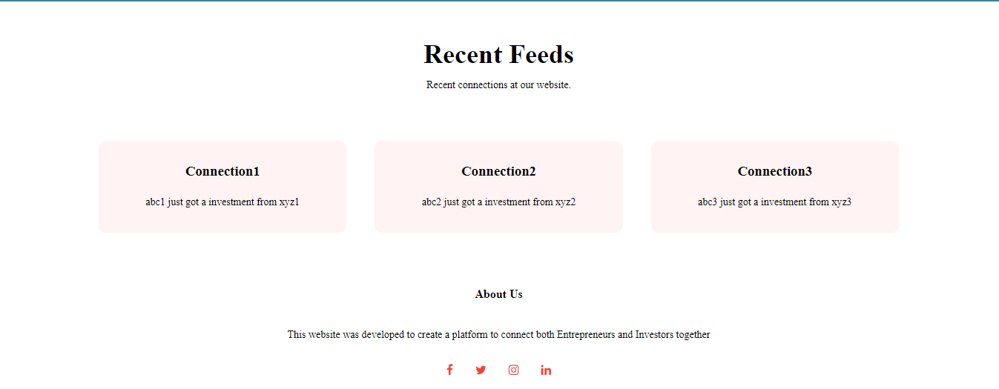 Recent Feeds
Recent connections at our website.
Connection1
abc1 just got a investment from xyz1
Connection2
abc2 just got a investment from xyz2
Connection3
abc3 just got a investment from xyz3
About Us
This website was developed to create a platform to connect both Entrepreneurs and Investors together